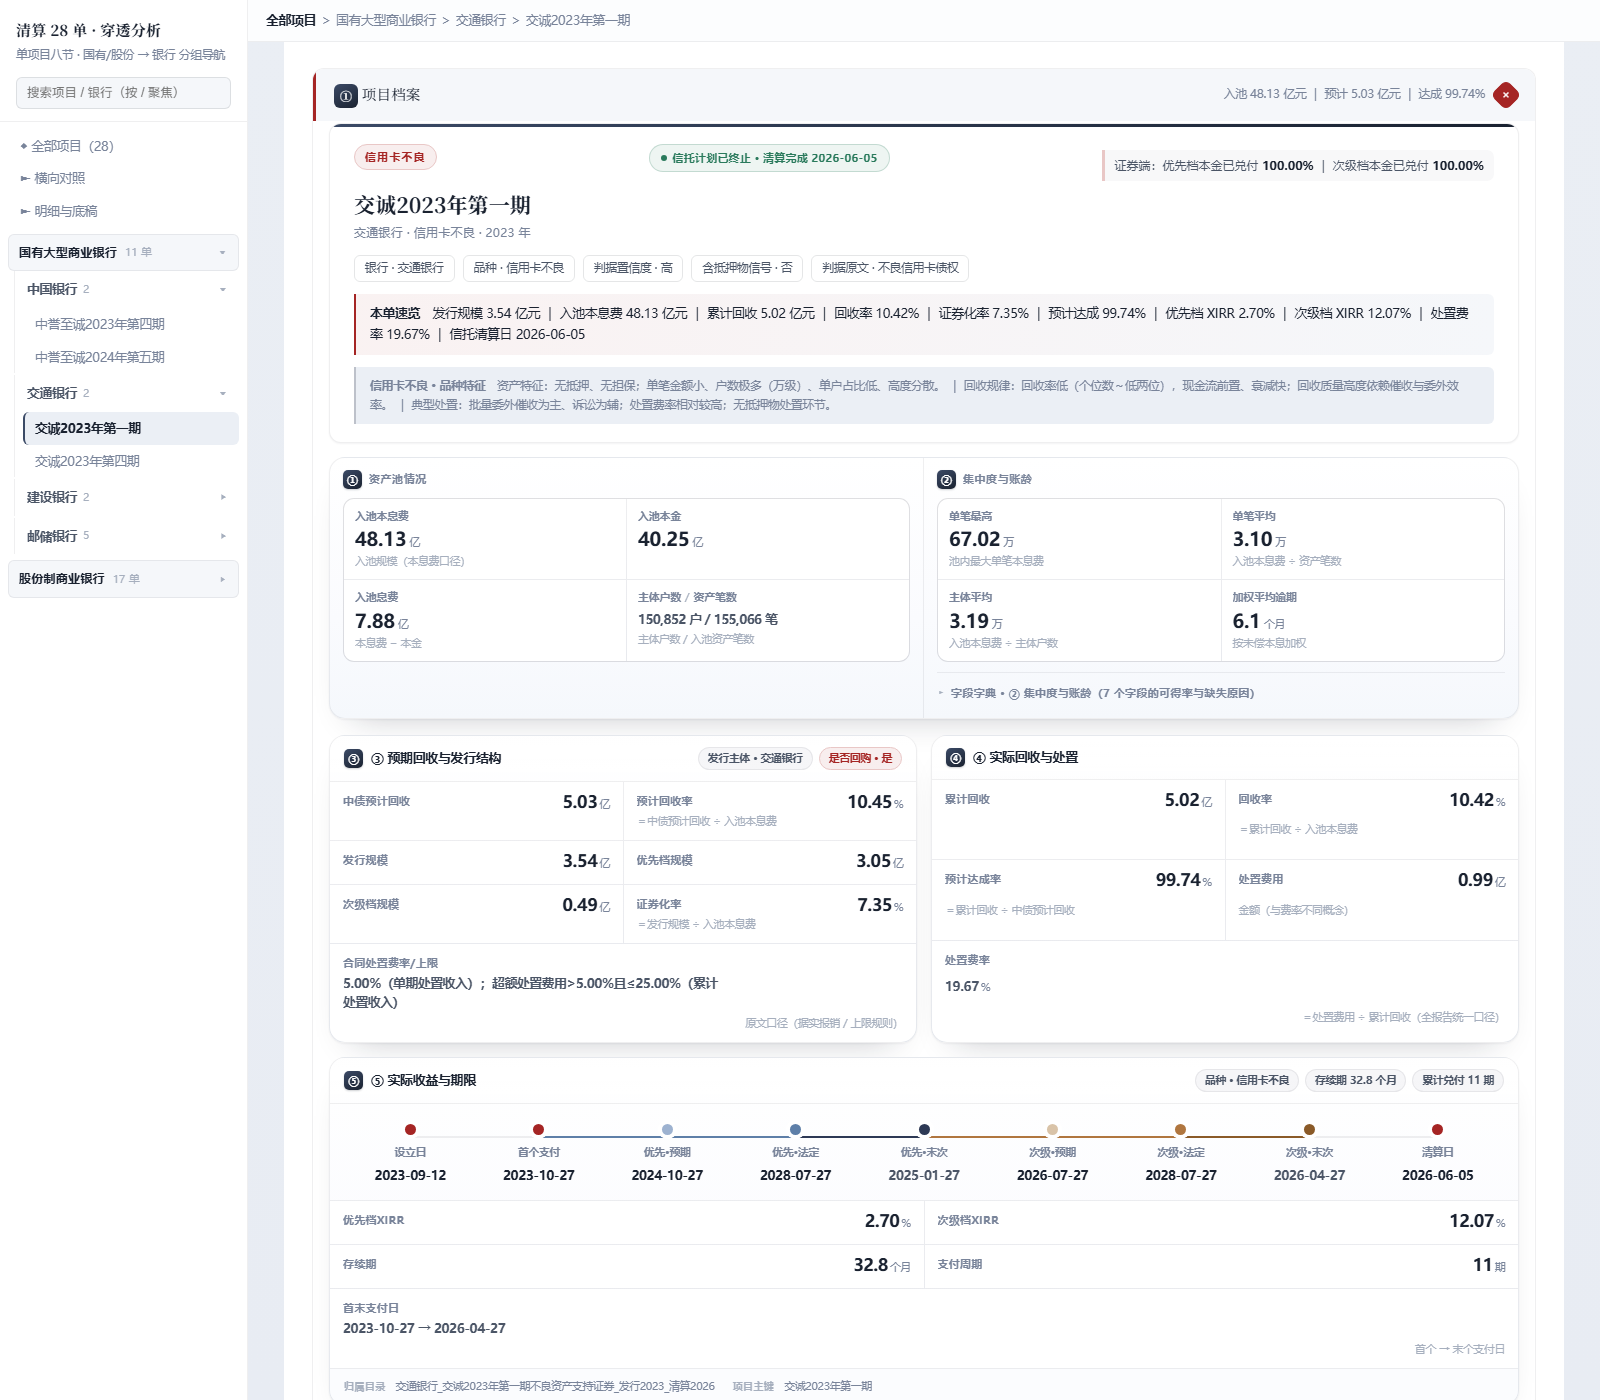 清算 28 单 · 穿透分析
单项目八节 · 国有/股份 → 银行 分组导航
搜索项目 / 银行（按 / 聚焦）
全部项目（28）
横向对照
明细与底稿
国有大型商业银行 11 单
中国银行 2
中誉至诚2023年第四期
中誉至诚2024年第五期
交通银行 2
交诚2023年第一期
交诚2023年第四期
建设银行 2
邮储银行 5
股份制商业银行 17 单
全部项目 > 国有大型商业银行 > 交通银行 > 交诚2023年第一期
① 项目档案
入池 48.13 亿元 | 预计 5.03 亿元 | 达成 99.74%
×
信用卡不良
信托计划已终止 • 清算完成 2026-06-05
证券端：优先档本金已兑付 100.00% | 次级档本金已兑付 100.00%
交诚2023年第一期
交通银行 · 信用卡不良 · 2023 年
银行 · 交通银行
品种 · 信用卡不良
判据置信度 · 高
含抵押物信号 · 否
判据原文 · 不良信用卡债权
本单速览 发行规模 3.54 亿元 | 入池本息费 48.13 亿元 | 累计回收 5.02 亿元 | 回收率 10.42% | 证券化率 7.35% | 预计达成 99.74% | 优先档 XIRR 2.70% | 次级档 XIRR 12.07% | 处置费
率 19.67% | 信托清算日 2026-06-05
信用卡不良 • 品种特征 资产特征：无抵押、无担保；单笔金额小、户数极多（万级）、单户占比低、高度分散。 | 回收规律：回收率低（个位数~低两位），现金流前置、衰减快；回收质量高度依赖催收与委外效
率。 | 典型处置：批量委外催收为主、诉讼为辅；处置费率相对较高；无抵押物处置环节。
① 资产池情况
入池本息费
48.13 亿
入池规模（本息费口径）
入池本金
40.25 亿
入池息费
7.88 亿
本息费 − 本金
主体户数 / 资产笔数
150,852 户 / 155,066 笔
主体户数 / 入池资产笔数
② 集中度与账龄
单笔最高
67.02 万
池内最大单笔本息费
单笔平均
3.10 万
入池本息费 ÷ 资产笔数
主体平均
3.19 万
入池本息费 ÷ 主体户数
加权平均逾期
6.1 个月
按未偿本息加权
字段字典 • ② 集中度与账龄（7 个字段的可得率与缺失原因）
③ ③ 预期回收与发行结构
发行主体 • 交通银行
是否回购 • 是
中债预计回收 5.03 亿
预计回收率 10.45 %
＝中债预计回收 ÷ 入池本息费
发行规模 3.54 亿
优先档规模 3.05 亿
次级档规模 0.49 亿
证券化率 7.35 %
＝发行规模 ÷ 入池本息费
合同处置费率/上限
5.00%（单期处置收入）；超额处置费用>5.00%且≤25.00%（累计
处置收入）
原文口径（据实报销 / 上限规则）
④ ④ 实际回收与处置
累计回收 5.02 亿
回收率 10.42 %
＝累计回收 ÷ 入池本息费
预计达成率 99.74 %
＝累计回收 ÷ 中债预计回收
处置费用 0.99 亿
金额（与费率不同概念）
处置费率
19.67 %
＝处置费用 ÷ 累计回收（全报告统一口径）
⑤ ⑤ 实际收益与期限
品种 • 信用卡不良
存续期 32.8 个月
累计兑付 11 期
设立日
2023-09-12
首个支付
2023-10-27
优先•预期
2024-10-27
优先•法定
2028-07-27
优先•末次
2025-01-27
次级•预期
2026-07-27
次级•法定
2028-07-27
次级•末次
2026-04-27
清算日
2026-06-05
优先档XIRR 2.70 %
次级档XIRR 12.07 %
存续期 32.8 个月
支付周期 11 期
首末支付日
2023-10-27 → 2026-04-27
首个 → 末个支付日
归属目录 交通银行_交诚2023年第一期不良资产支持证券_发行2023_清算2026 项目主键 交诚2023年第一期